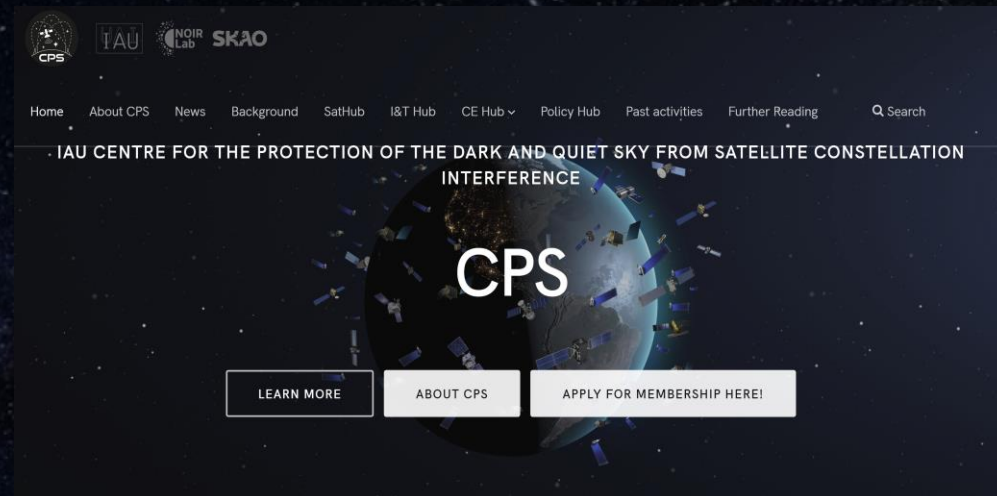 CPS
IAU
NOIR
Lab
SKAO
Home About CPS News Background SatHub I&T Hub CE Hub Policy Hub Past activities Further Reading Search
IAU CENTRE FOR THE PROTECTION OF THE DARK AND QUIET SKY FROM SATELLITE CONSTELLATION
INTERFERENCE
CPS
LEARN MORE ABOUT CPS APPLY FOR MEMBERSHIP HERE!